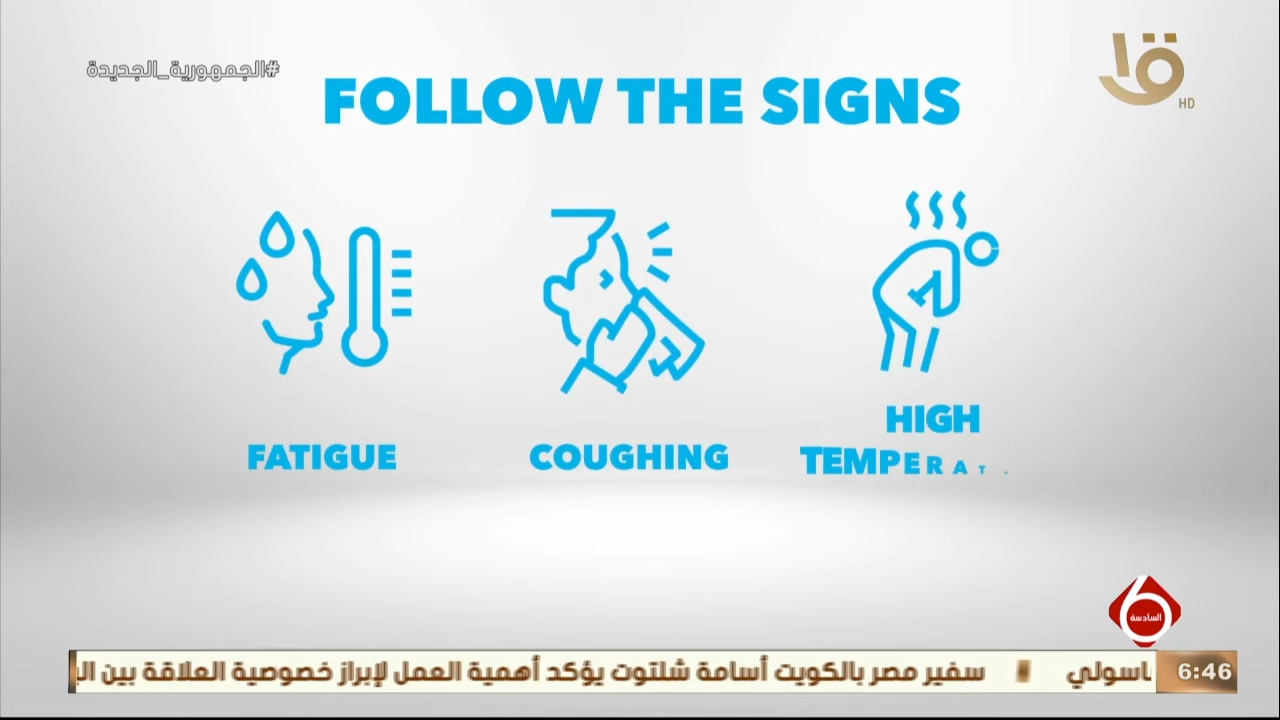 #الجمهورية_الجديدة
HD
FOLLOW THE SIGNS
FATIGUE
COUGHING
HIGH
TEMPERAT
السادسة
سفير مصر بالكويت أسامة شلتوت يؤكد أهمية العمل لإبراز خصوصية العلاقة بين
6:46